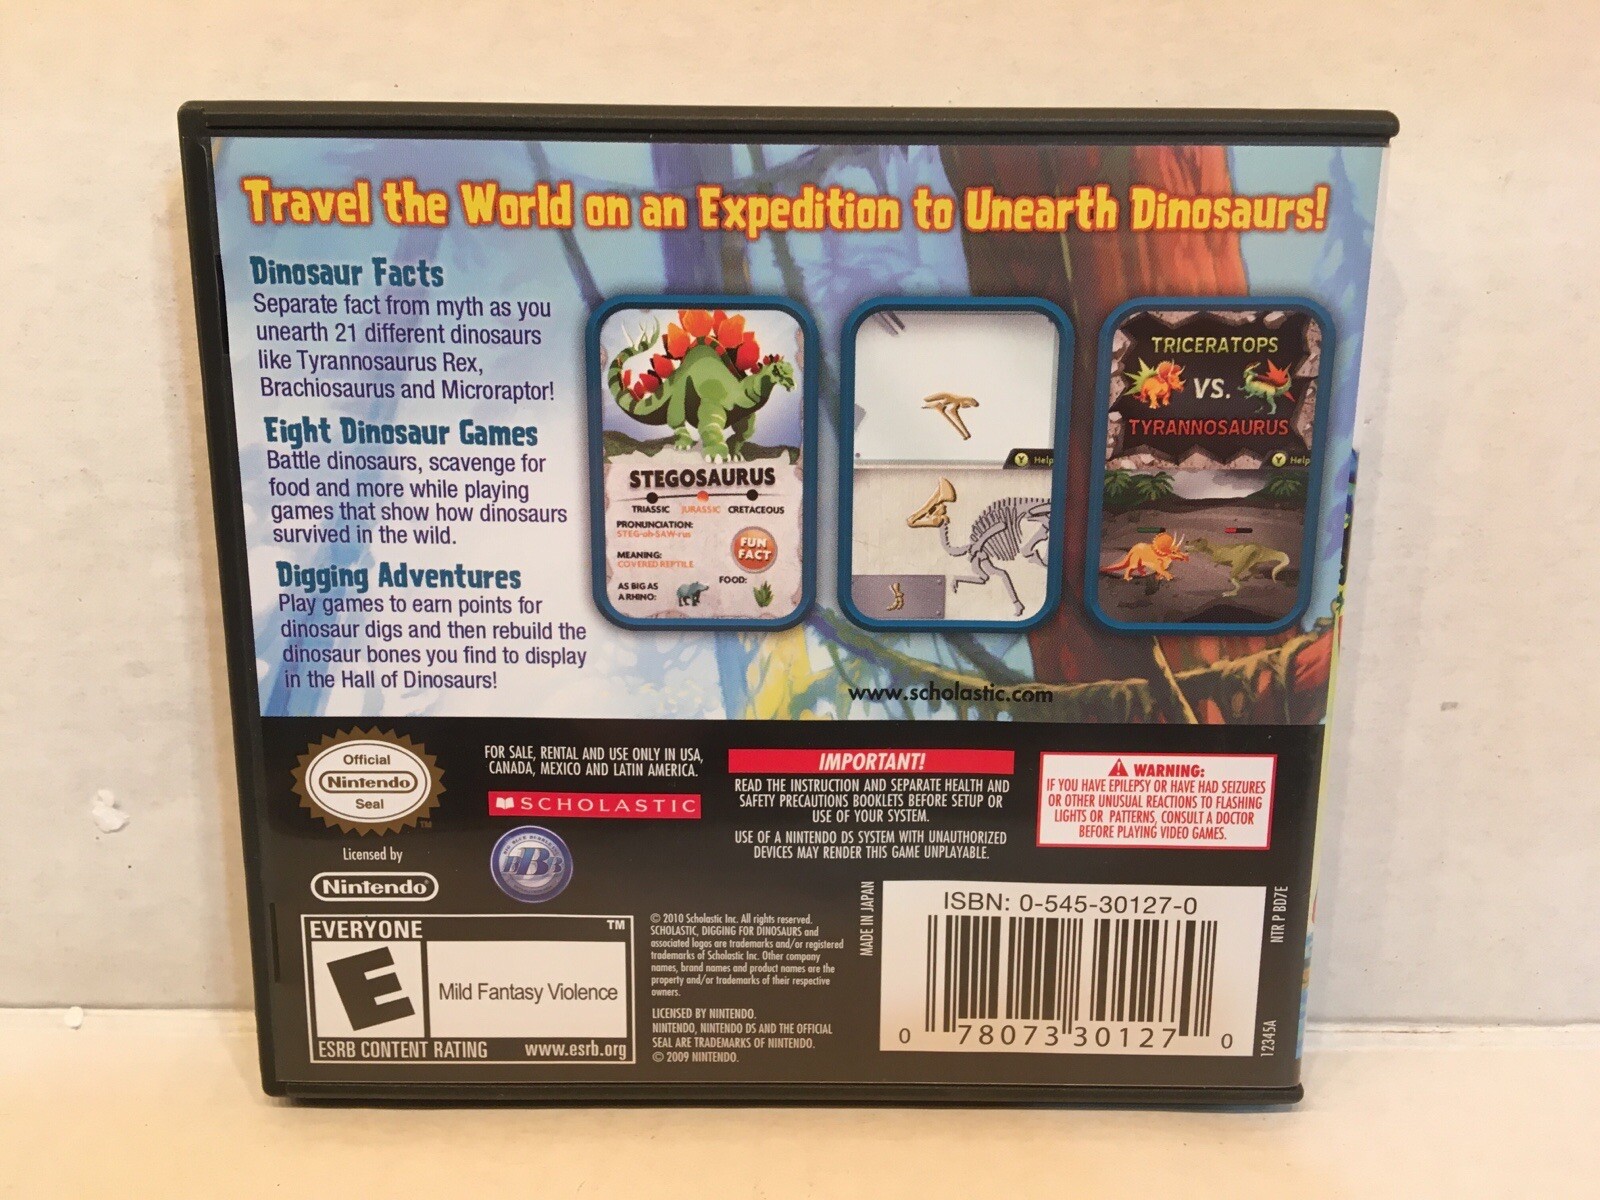 Travel the World on an Expedition to Unearth Dinosaurs!
Dinosaur Facts
Separate fact from myth as you
unearth 21 different dinosaurs
like Tyrannosaurus Rex,
Brachiosaurus and Microraptor!
Eight Dinosaur Games
Battle dinosaurs, scavenge for
food and more while playing
games that show how dinosaurs
survived in the wild.
Digging Adventures
Play games to earn points for
dinosaur digs and then rebuild the
dinosaur bones you find to display
in the Hall of Dinosaurs!
STEGOSAURUS
TRIASSIC JURASSIC CRETACEOUS
PRONUNCIATION:
STEG-uh-SAW-rus
MEANING:
COVERED REPTILE
FUN
FACT
AS BIG AS
A RHINO:
FOOD:
Y Help
TRICERATOPS
VS.
TYRANNOSAURUS
Y Help
www.scholastic.com
Official
Nintendo
Seal
TM
Licensed by
Nintendo
FOR SALE, RENTAL AND USE ONLY IN USA,
CANADA, MEXICO AND LATIN AMERICA.
SCHOLASTIC
BBB
IMPORTANT!
READ THE INSTRUCTION AND SEPARATE HEALTH AND
SAFETY PRECAUTIONS BOOKLETS BEFORE SETUP OR
USE OF YOUR SYSTEM.
USE OF A NINTENDO DS SYSTEM WITH UNAUTHORIZED
DEVICES MAY RENDER THIS GAME UNPLAYABLE.
WARNING:
IF YOU HAVE EPILEPSY OR HAVE HAD SEIZURES
OR OTHER UNUSUAL REACTIONS TO FLASHING
LIGHTS OR PATTERNS, CONSULT A DOCTOR
BEFORE PLAYING VIDEO GAMES.
EVERYONE TM
E
Mild Fantasy Violence
ESRB CONTENT RATING www.esrb.org
© 2010 Scholastic Inc. All rights reserved.
SCHOLASTIC, DIGGING FOR DINOSAURS and
associated logos are trademarks and/or registered
trademarks of Scholastic Inc. Other company
names, brand names and product names are the
property and/or trademarks of their respective
owners.
LICENSED BY NINTENDO.
NINTENDO, NINTENDO DS AND THE OFFICIAL
SEAL ARE TRADEMARKS OF NINTENDO.
© 2009 NINTENDO.
MADE IN JAPAN
ISBN: 0-545-30127-0
0 78073 30127 0
NTR P BD7E
12345A